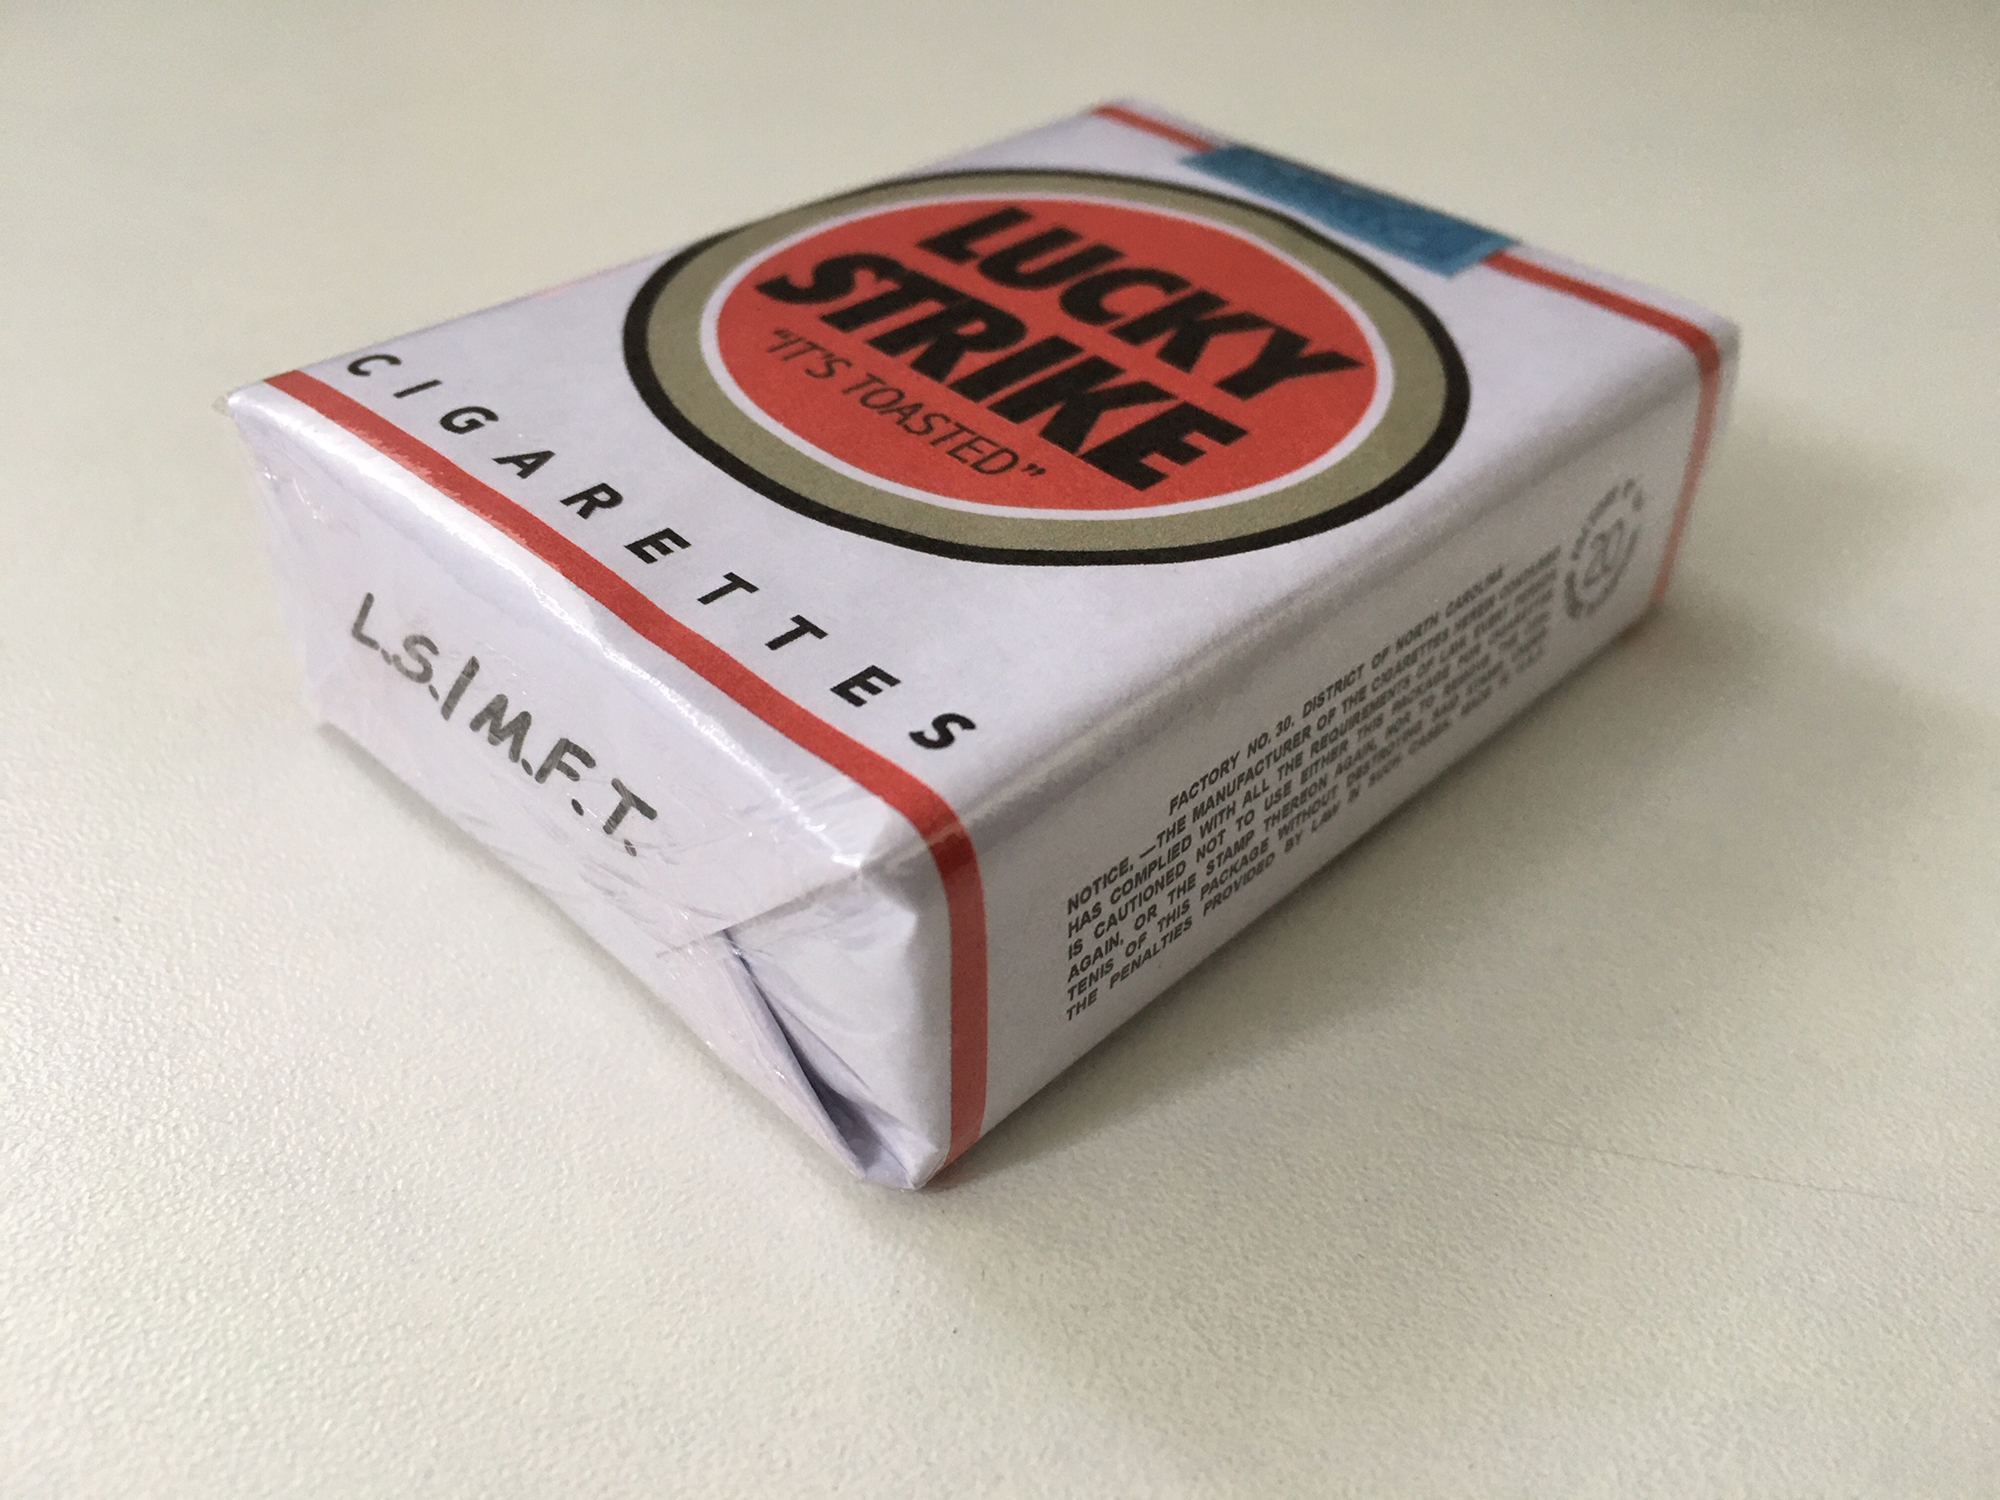 LUCKY
STRIKE
"IT'S TOASTED"
CIGARETTES
L.S./M.F.T.
FACTORY NO. 30. DISTRICT OF NORTH CAROLINA
NOTICE, —THE MANUFACTURER OF THE CIGARETTES HEREIN CONTAINED
HAS COMPLIED WITH ALL THE REQUIREMENTS OF LAW. EVERY PERSON
IS CAUTIONED NOT TO USE EITHER THIS PACKAGE FOR CIGARETTES
AGAIN, OR THE STAMP THEREON AGAIN, NOR TO REMOVE THE
TENIS OF THIS PACKAGE WITHOUT DESTROYING SAID STAMP,
THE PENALTIES PROVIDED BY LAW IN SUCH CASES.
20